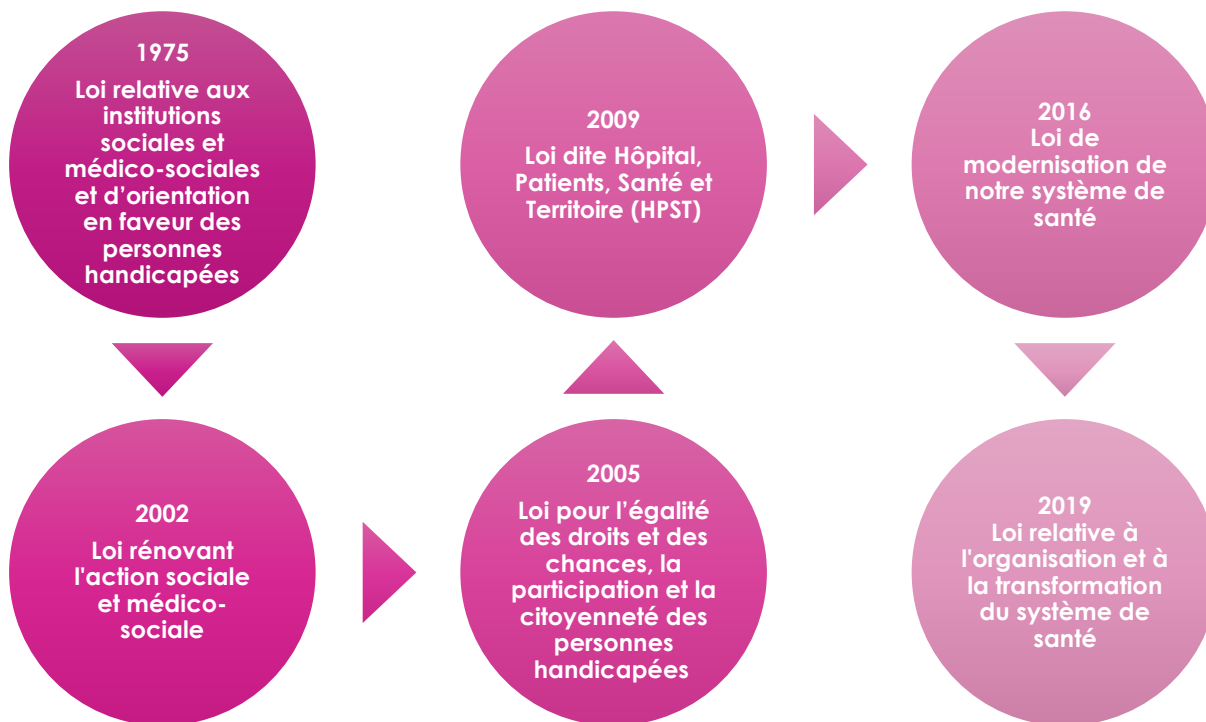 1975
Loi relative aux
institutions
sociales et
médico-sociales
et d’orientation
en faveur des
personnes
handicapées
2002
Loi rénovant
l'action sociale
et médico-
sociale
2005
Loi pour l’égalité
des droits et des
chances, la
participation et la
citoyenneté des
personnes
handicapées
2009
Loi dite Hôpital,
Patients, Santé et
Territoire (HPST)
2016
Loi de
modernisation de
notre système de
santé
2019
Loi relative à
l'organisation et à
la transformation
du système de
santé